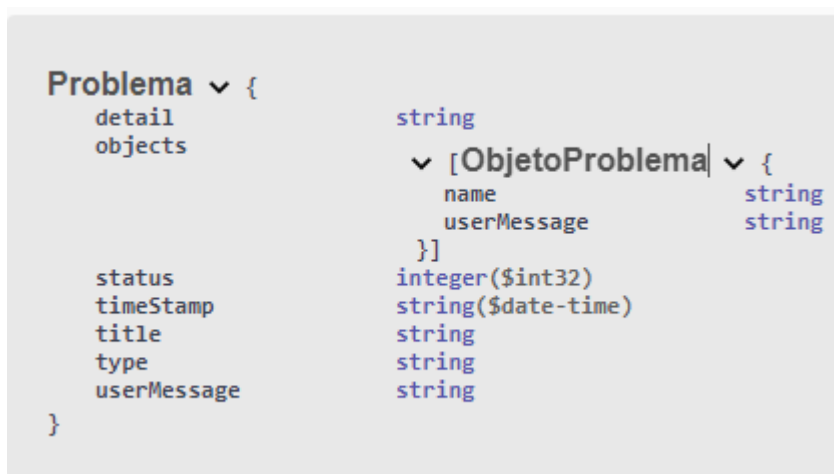 Problema {
detail string
objects [ObjetoProblema {
name string
userMessage string
}]
status integer($int32)
timeStamp string($date-time)
title string
type string
userMessage string
}